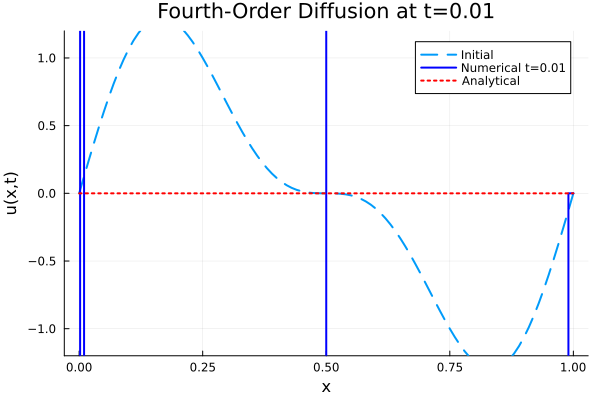 Fourth-Order Diffusion at t=0.01
Initial
Numerical t=0.01
Analytical
1.0
0.5
0.0
−0.5
−1.0
u(x,t)
0.00 0.25 0.50 0.75 1.00
x